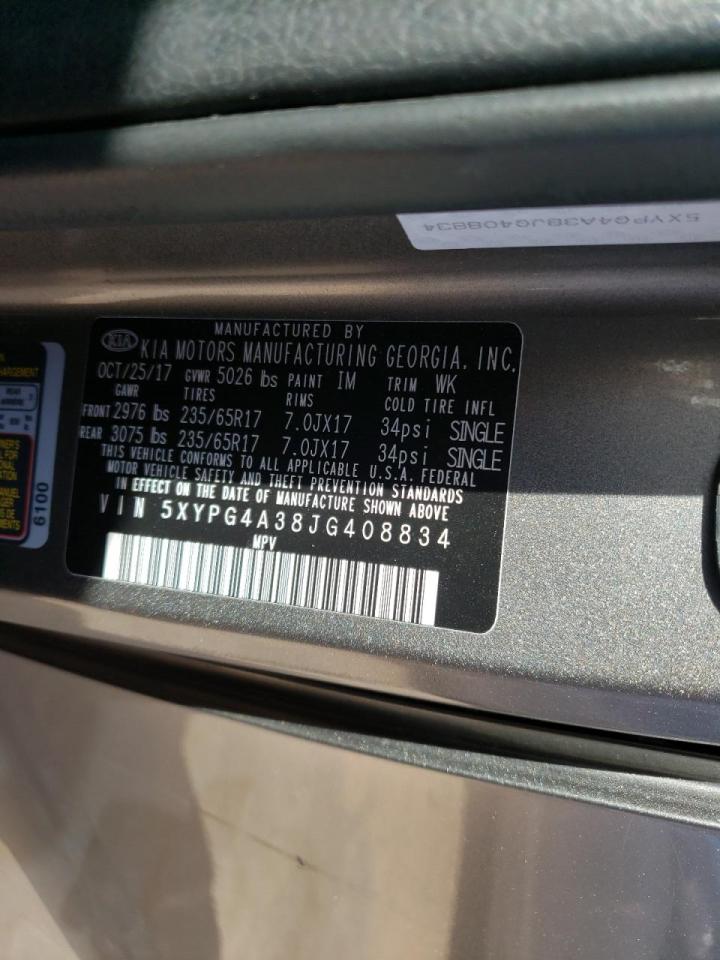 5XYPG4A38JG408834
MANUFACTURED BY
KIA KIA MOTORS MANUFACTURING GEORGIA, INC.
OCT/25/17 GVWR 5026 lbs PAINT IM TRIM WK
GAWR TIRES RIMS COLD TIRE INFL
FRONT 2976 lbs 235/65R17 7.0JX17 34psi SINGLE
REAR 3075 lbs 235/65R17 7.0JX17 34psi SINGLE
THIS VEHICLE CONFORMS TO ALL APPLICABLE U.S.A. FEDERAL
MOTOR VEHICLE SAFETY AND THEFT PREVENTION STANDARDS
IN EFFECT ON THE DATE OF MANUFACTURE SHOWN ABOVE
VIN 5XYPG4A38JG408834
MPV
6100